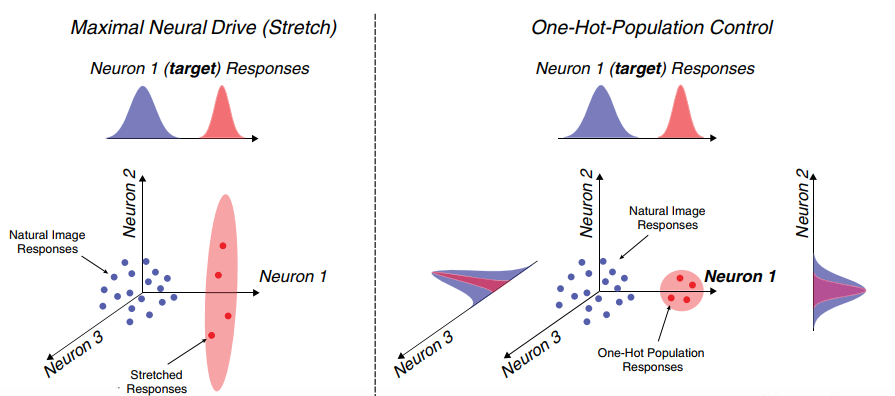 Maximal Neural Drive (Stretch)
Neuron 1 (target) Responses
Neuron 2
Natural Image
Responses
Neuron 1
Neuron 3
Stretched
Responses
One-Hot-Population Control
Neuron 1 (target) Responses
Neuron 2
Natural Image
Responses
Neuron 1
Neuron 3
Neuron 3
One-Hot Population
Responses
Neuron 2